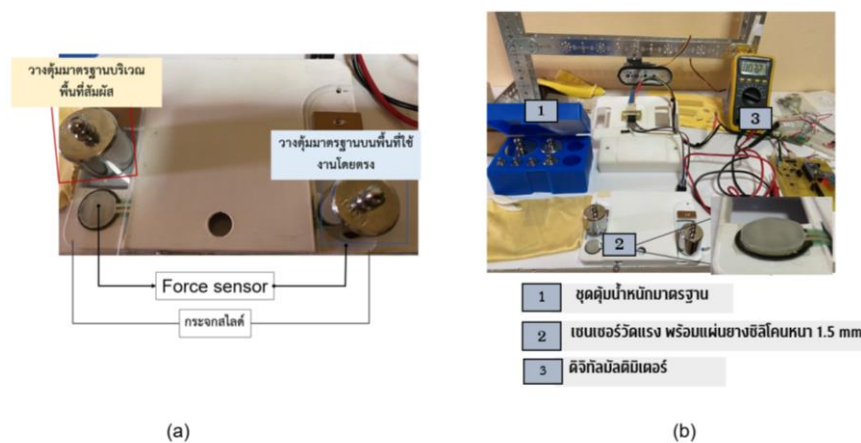 วางตุ้มมาตรฐานบริเวณ
พื้นที่สัมผัส
วางตุ้มมาตรฐานบนพื้นที่ใช้
งานโดยตรง
Force sensor
กระจกสไลด์
(a)
1
3
2
1 ชุดตุ้มน้ำหนักมาตรฐาน
2 เซนเซอร์วัดแรง พร้อมแผ่นยางซิลิโคนหนา 1.5 mm
3 ดิจิทัลมัลติมิเตอร์
(b)